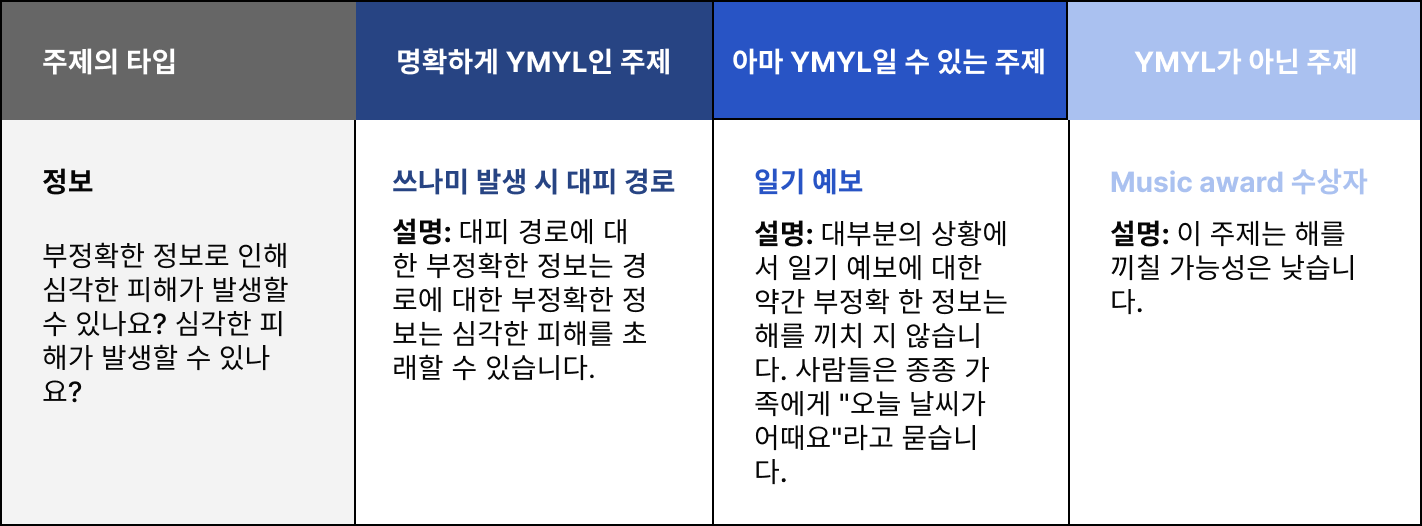 주제의 타입
명확하게 YMYL인 주제
아마 YMYL일 수 있는 주제
YMYL가 아닌 주제
정보
부정확한 정보로 인해
심각한 피해가 발생할
수 있나요? 심각한 피
해가 발생할 수 있나
요?
쓰나미 발생 시 대피 경로
설명: 대피 경로에 대
한 부정확한 정보는 경
로에 대한 부정확한 정
보는 심각한 피해를 초
래할 수 있습니다.
일기 예보
설명: 대부분의 상황에
서 일기 예보에 대한
약간 부정확 한 정보는
해를 끼치 지 않습니
다. 사람들은 종종 가
족에게 "오늘 날씨가
어때요"라고 묻습니
다.
Music award 수상자
설명: 이 주제는 해를
끼칠 가능성은 낮습니
다.